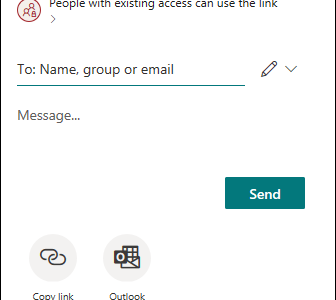 People with existing access can use the link
To: Name, group or email
Message...
Send
Copy link
Outlook